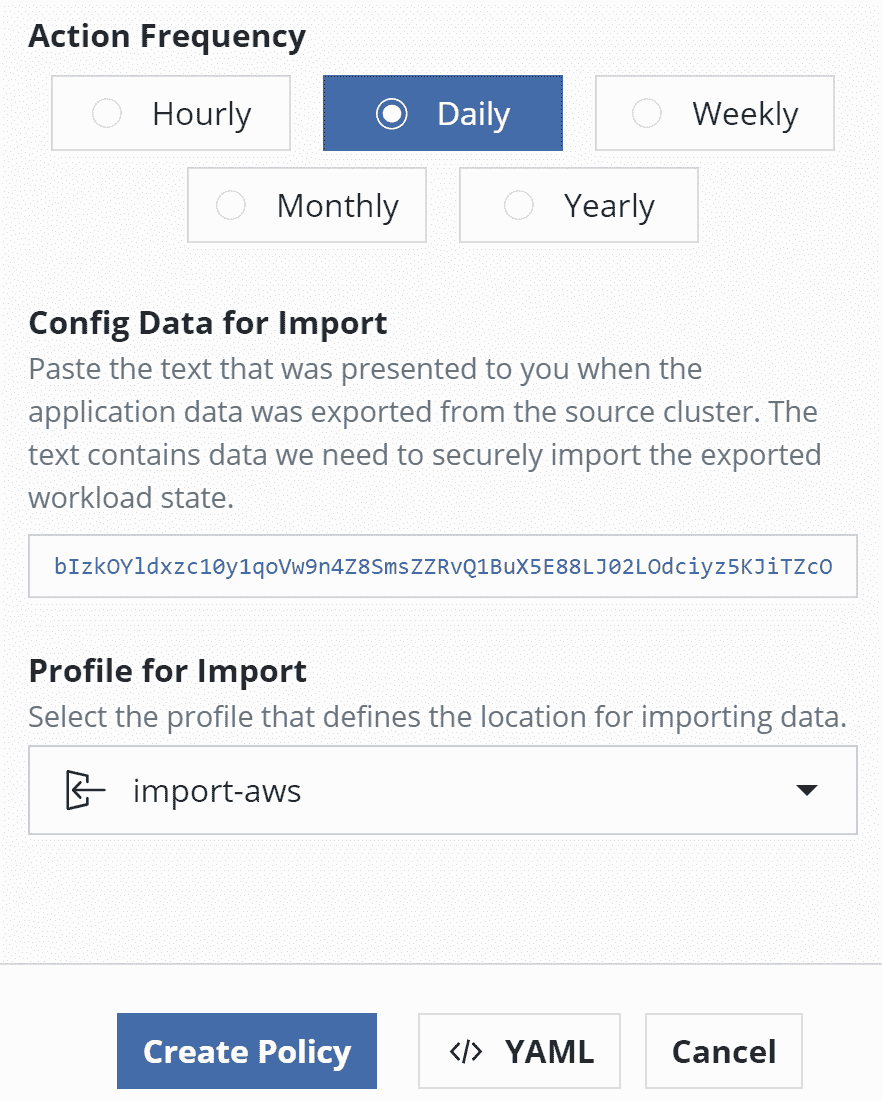 Action Frequency
Hourly Daily Weekly
Monthly Yearly
Config Data for Import
Paste the text that was presented to you when the
application data was exported from the source cluster. The
text contains data we need to securely import the exported
workload state.
bIzkOYldxzc10y1qoVw9n4Z8SmsZZRvQ1BuX5E88LJ02LOdciyz5KJiTZcO
Profile for Import
Select the profile that defines the location for importing data.
import-aws
Create Policy </> YAML Cancel